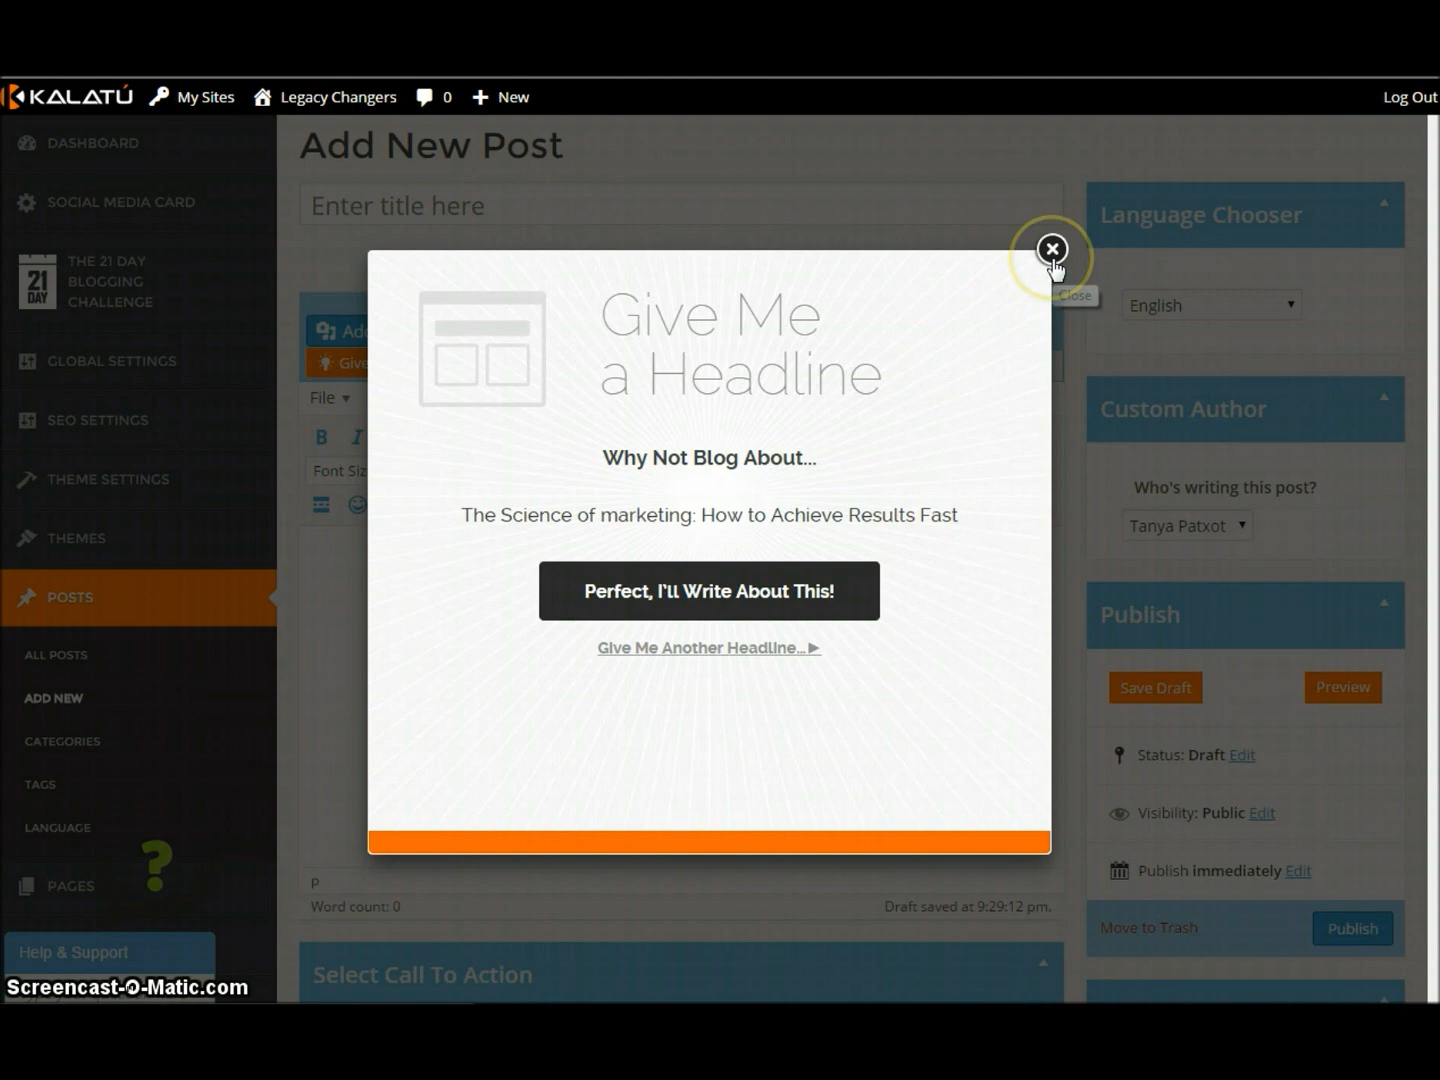 KALATÚ My Sites Legacy Changers 0 New Log Out
DASHBOARD
SOCIAL MEDIA CARD
21
DAY
THE 21 DAY
BLOGGING
CHALLENGE
GLOBAL SETTINGS
SEO SETTINGS
THEME SETTINGS
THEMES
POSTS
ALL POSTS
ADD NEW
CATEGORIES
TAGS
LANGUAGE
?
PAGES
Help & Support
Screencast-O-Matic.com
Add New Post
Enter title here
Add
Give
File
B I
Font Siz
Close
Give Me
a Headline
Why Not Blog About...
The Science of marketing: How to Achieve Results Fast
Perfect, I'll Write About This!
Give Me Another Headline...►
p
Word count: 0
Draft saved at 9:29:12 pm.
Select Call To Action
Language Chooser
English
Custom Author
Who's writing this post?
Tanya Patxot
Publish
Save Draft Preview
Status: Draft Edit
Visibility: Public Edit
Publish immediately Edit
Move to Trash Publish